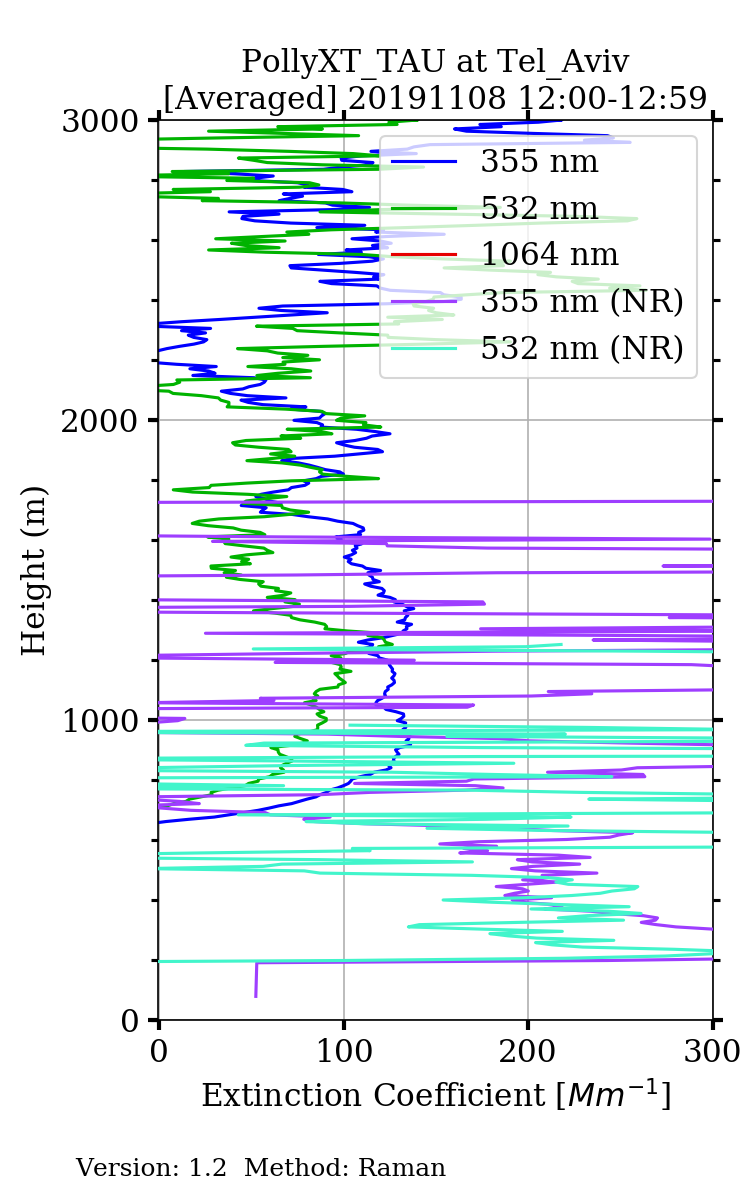 PollyXT_TAU at Tel_Aviv
[Averaged] 20191108 12:00-12:59
3000
2000
1000
0
Height (m)
355 nm
532 nm
1064 nm
355 nm (NR)
532 nm (NR)
0 100 200 300
Extinction Coefficient [Mm⁻¹]
Version: 1.2 Method: Raman